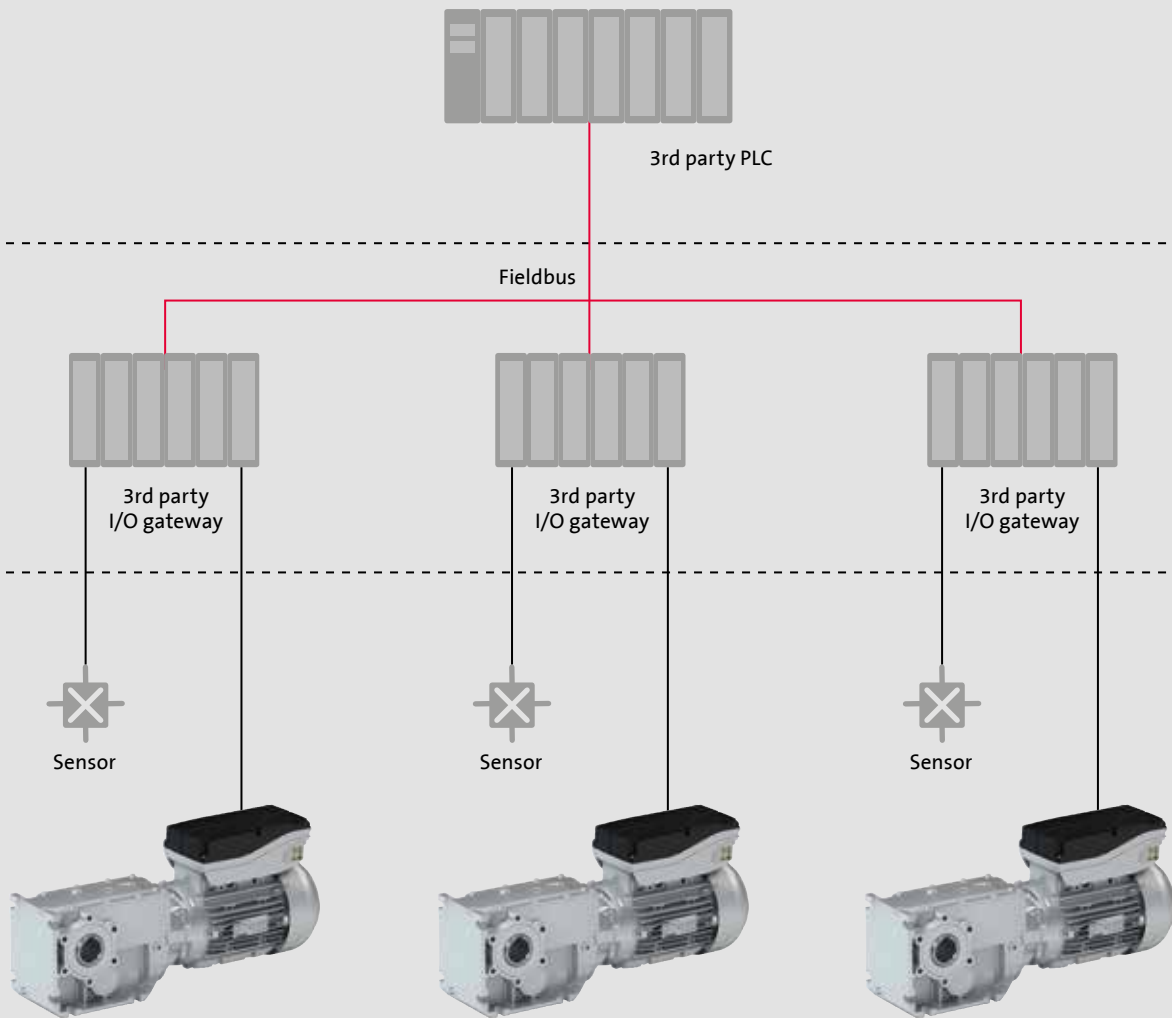 3rd party PLC
Fieldbus
3rd party
I/O gateway
3rd party
I/O gateway
3rd party
I/O gateway
Sensor
Sensor
Sensor